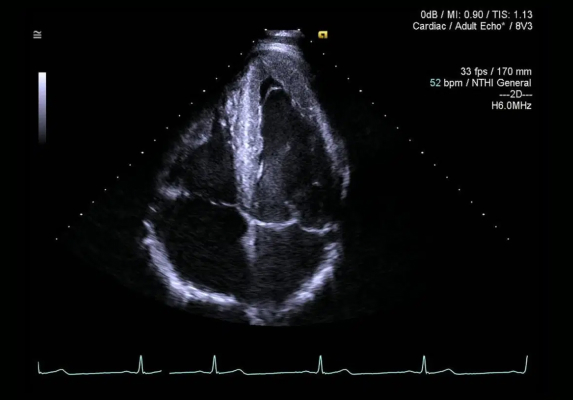 0dB / MI: 0.90 / TIS: 1.13
Cardiac / Adult Echo* / 8V3
33 fps / 170 mm
52 bpm / NTHI General
---2D---
H6.0MHz